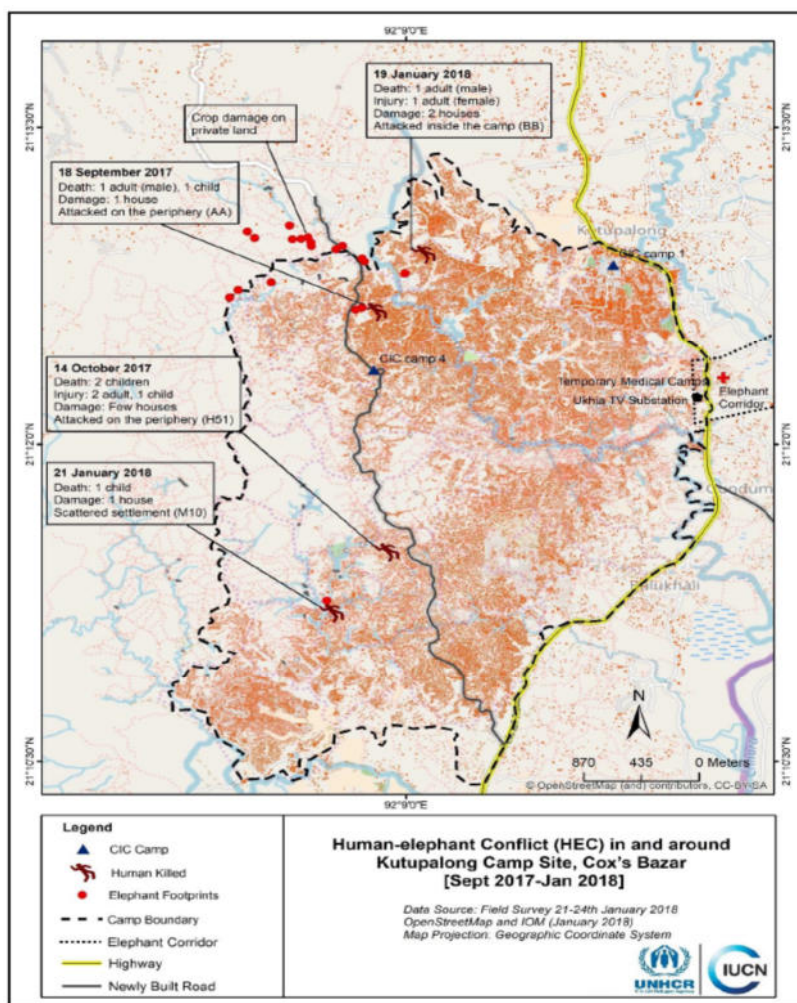 92°9'0"E
19 January 2018
Death: 1 adult (male)
Injury: 1 adult (female)
Damage: 2 houses
Attacked inside the camp (BB)
Crop damage on
private land
21°13'30"N
21°13'30"N
18 September 2017
Death: 1 adult (male), 1 child
Damage: 1 house
Attacked on the periphery (AA)
Kutupalong
CIC camp 1
14 October 2017
Death: 2 children
Injury: 2 adult, 1 child
Damage: Few houses
Attacked on the periphery (H51)
CIC camp 4
Temporary Medical Camps
Ukhia TV Substation
Elephant
Corridor
21°12'0"N
21°12'0"N
21 January 2018
Death: 1 child
Damage: 1 house
Scattered settlement (M10)
Balukhali
N
21°10'30"N
21°10'30"N
870 435 0 Meters
© OpenStreetMap (and) contributors, CC-BY-SA
92°9'0"E
Legend
CIC Camp
Human Killed
Elephant Footprints
Camp Boundary
Elephant Corridor
Highway
Newly Built Road
Human-elephant Conflict (HEC) in and around
Kutupalong Camp Site, Cox's Bazar
[Sept 2017-Jan 2018]
Data Source: Field Survey 21-24th January 2018
OpenStreetMap and IOM (January 2018)
Map Projection: Geographic Coordinate System
UNHCR
IUCN